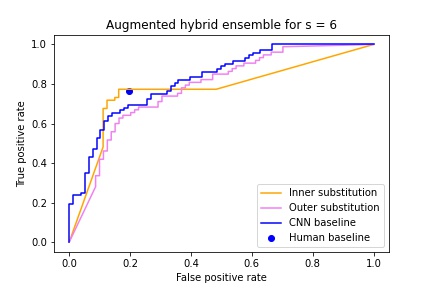 Augmented hybrid ensemble for s = 6
True positive rate
1.0
0.8
0.6
0.4
0.2
0.0
Inner substitution
Outer substitution
CNN baseline
Human baseline
0.0 0.2 0.4 0.6 0.8 1.0
False positive rate